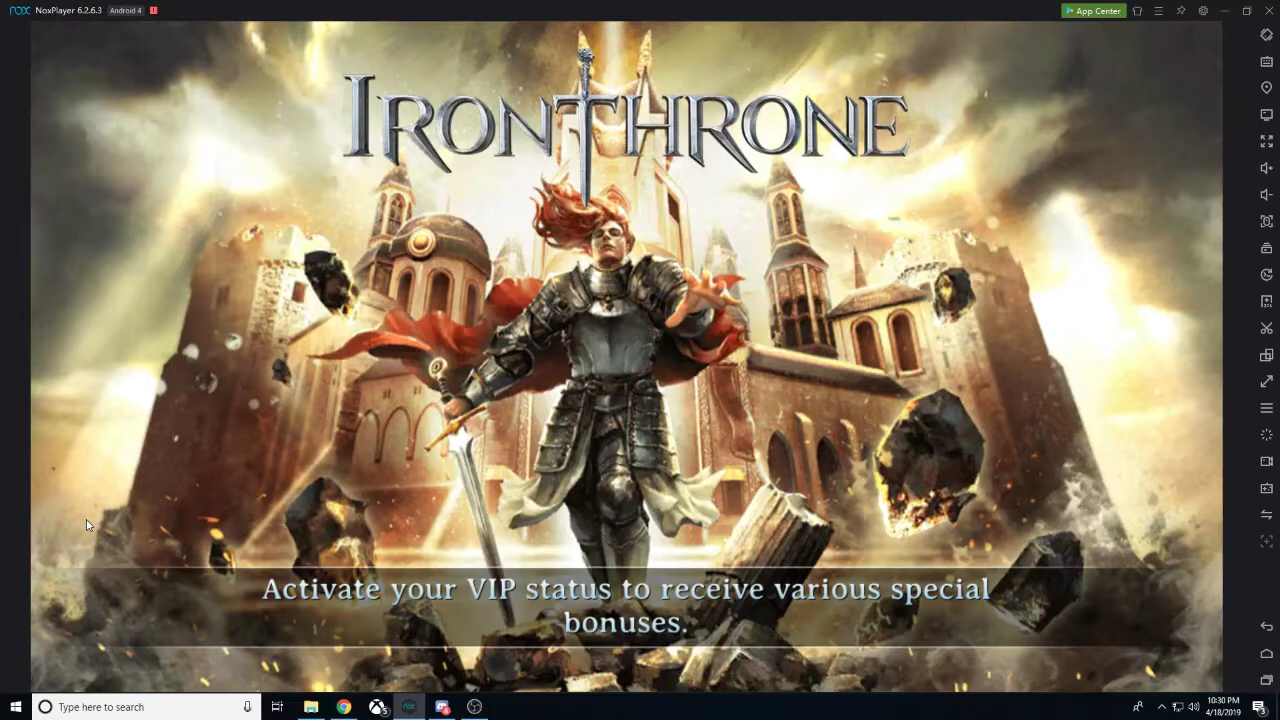 nox NoxPlayer 6.2.6.3 Android 4 App Center
IRONTHRONE
Activate your VIP status to receive various special
bonuses.
Type here to search
10:30 PM
4/18/2019